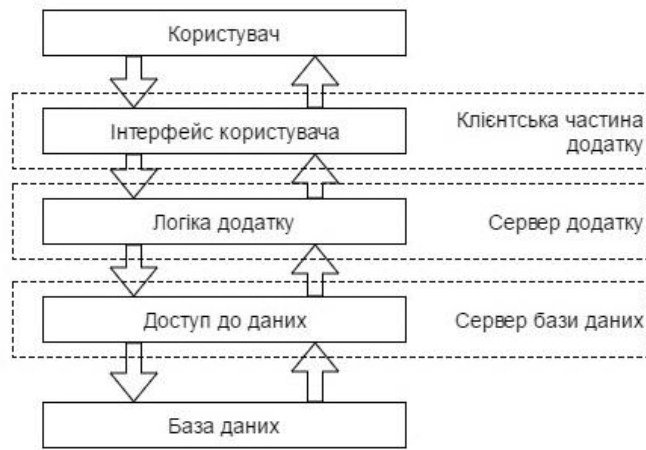 Користувач
Інтерфейс користувача
Клієнтська частина
додатку
Логіка додатку
Сервер додатку
Доступ до даних
Сервер бази даних
База даних